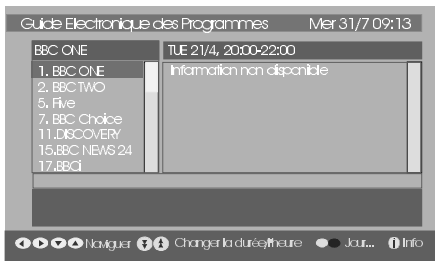 Guide Electronique des Programmes Mer 31/7 09:13
BBC ONE TUE 21/4, 20:00-22:00
1. BBC ONE Information non disponible
2. BBC TWO
5. Five
7. BBC Choice
11.DISCOVERY
15.BBC NEWS 24
17.BBCi
Naviguer Changer la durée/lheure Jour... i Info